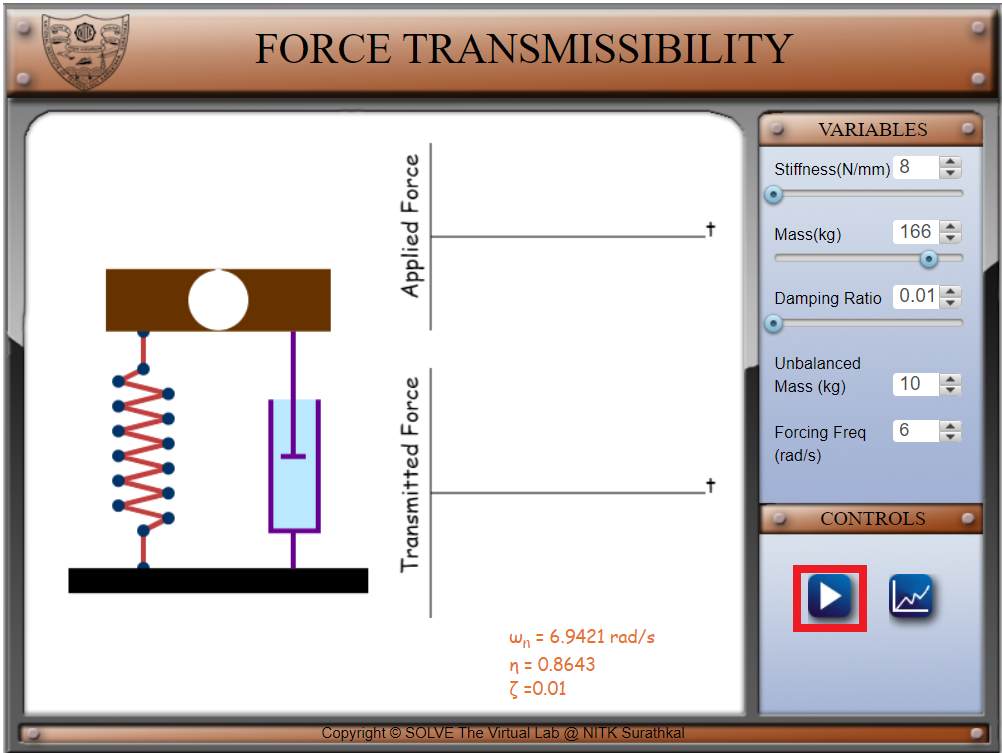 FORCE TRANSMISSIBILITY
Applied Force
t
Transmitted Force
t
ωn = 6.9421 rad/s
η = 0.8643
ζ =0.01
VARIABLES
Stiffness(N/mm) 8
Mass(kg) 166
Damping Ratio 0.01
Unbalanced
Mass (kg) 10
Forcing Freq 6
(rad/s)
CONTROLS
Copyright © SOLVE The Virtual Lab @ NITK Surathkal